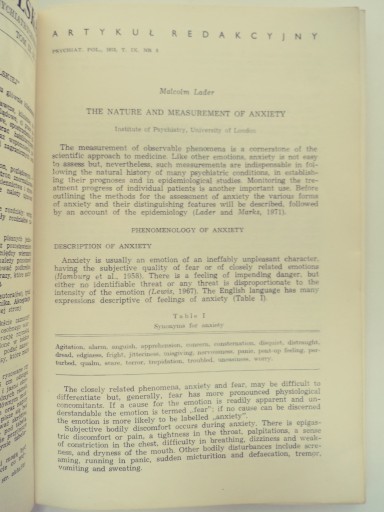 ARTYKUŁ REDAKCYJNY
PSYCHIAT. POL., 197 T. IX. NR 
Malcolm Lader
THE NATURE AND MEASUREMENT OF ANXIETY
Institute of Psychiatry, University of London
The measurement of observable phenomena is a cornerstone of the
scientific approach to medicine. Like other emotions, anxiety is not easy
to assess but, nevertheless, such measurements are indispensable in fol-
lowing the natural history of many psychiatric conditions, in establish-
ing their prognoses and in epidemiological studies. Monitoring the tre-
atment progress of individual patients is another important use. Before
outlining the methods for the assessment of anxiety the various forms
of anxiety and their distinguishing features will be described, followed
by an account of the epidemiology (Lader and Marks, 1971).
PHENOMENOLOGY OF ANXIETY
DESCRIPTION OF ANXIETY
Anxiety is usually an emotion of an ineffably unpleasant character,
having the subjective quality of fear or of closely related emotions
(Hamburg et al., 1958). There is a feeling of impending danger, but
either no identifiable threat or any threat is disproportionate to the
intensity of the emotion (Lewis, 1967). The English language has many
expressions descriptive of feelings of anxiety (Table I).
Table I
Synonyms for anxiety
Agitation, alarm, anguish, apprehension, concern, consternation, disquiet, distraught,
dread, edginess, fright, jitteriness, misgiving, nervousness, panic, pent-up feeling, per-
turbed, qualm, scare, terror, trepidation, troubled, uneasiness, worry.
The closely related phenomena, anxiety and fear, may be difficult to
differentiate but, generally, fear has more pronounced physiological
concomitants. If a cause for the emotion is readily apparent and un-
derstandable the emotion is termed „fear"; if no cause can be discerned
the emotion is more likely to be labelled „anxiety".
Subjective bodily discomfort occurs during anxiety. There is epigas-
tric discomfort or pain, a tightness in the throat, palpitations, a sense
of constriction in the chest, difficulty in breathing, dizziness and weak-
ness, and dryness of the mouth. Other bodily disturbances include scre-
aming, running in panic, sudden micturition and defaecation, tremor,
vomiting and sweating.